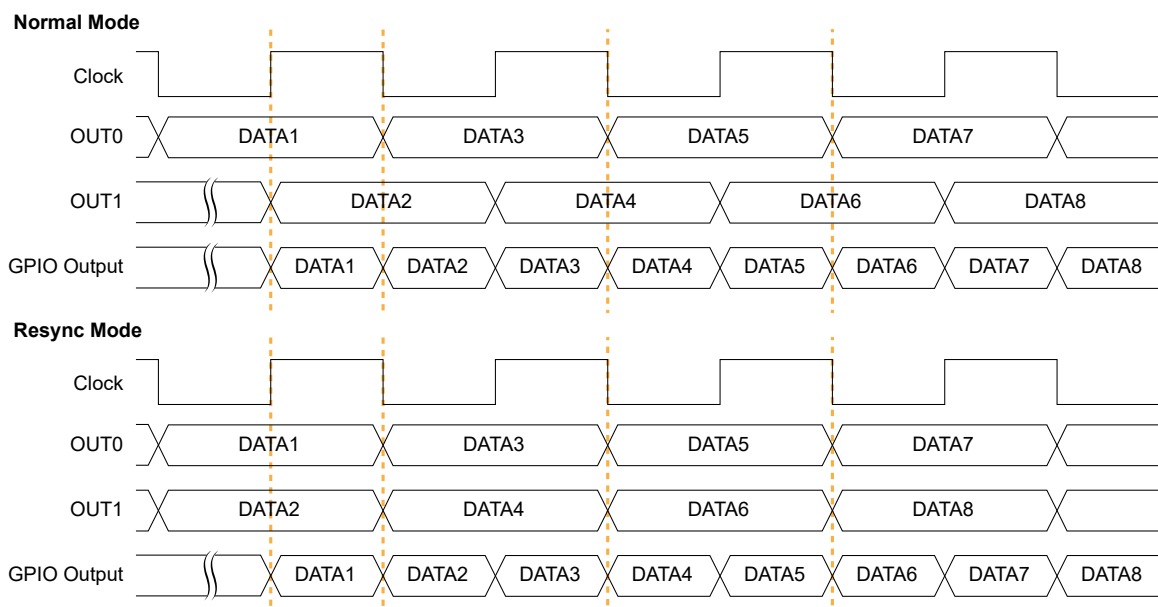 Normal Mode
Clock
OUT0 DATA1 DATA3 DATA5 DATA7
OUT1 DATA2 DATA4 DATA6 DATA8
GPIO Output DATA1 DATA2 DATA3 DATA4 DATA5 DATA6 DATA7 DATA8
Resync Mode
Clock
OUT0 DATA1 DATA3 DATA5 DATA7
OUT1 DATA2 DATA4 DATA6 DATA8
GPIO Output DATA1 DATA2 DATA3 DATA4 DATA5 DATA6 DATA7 DATA8